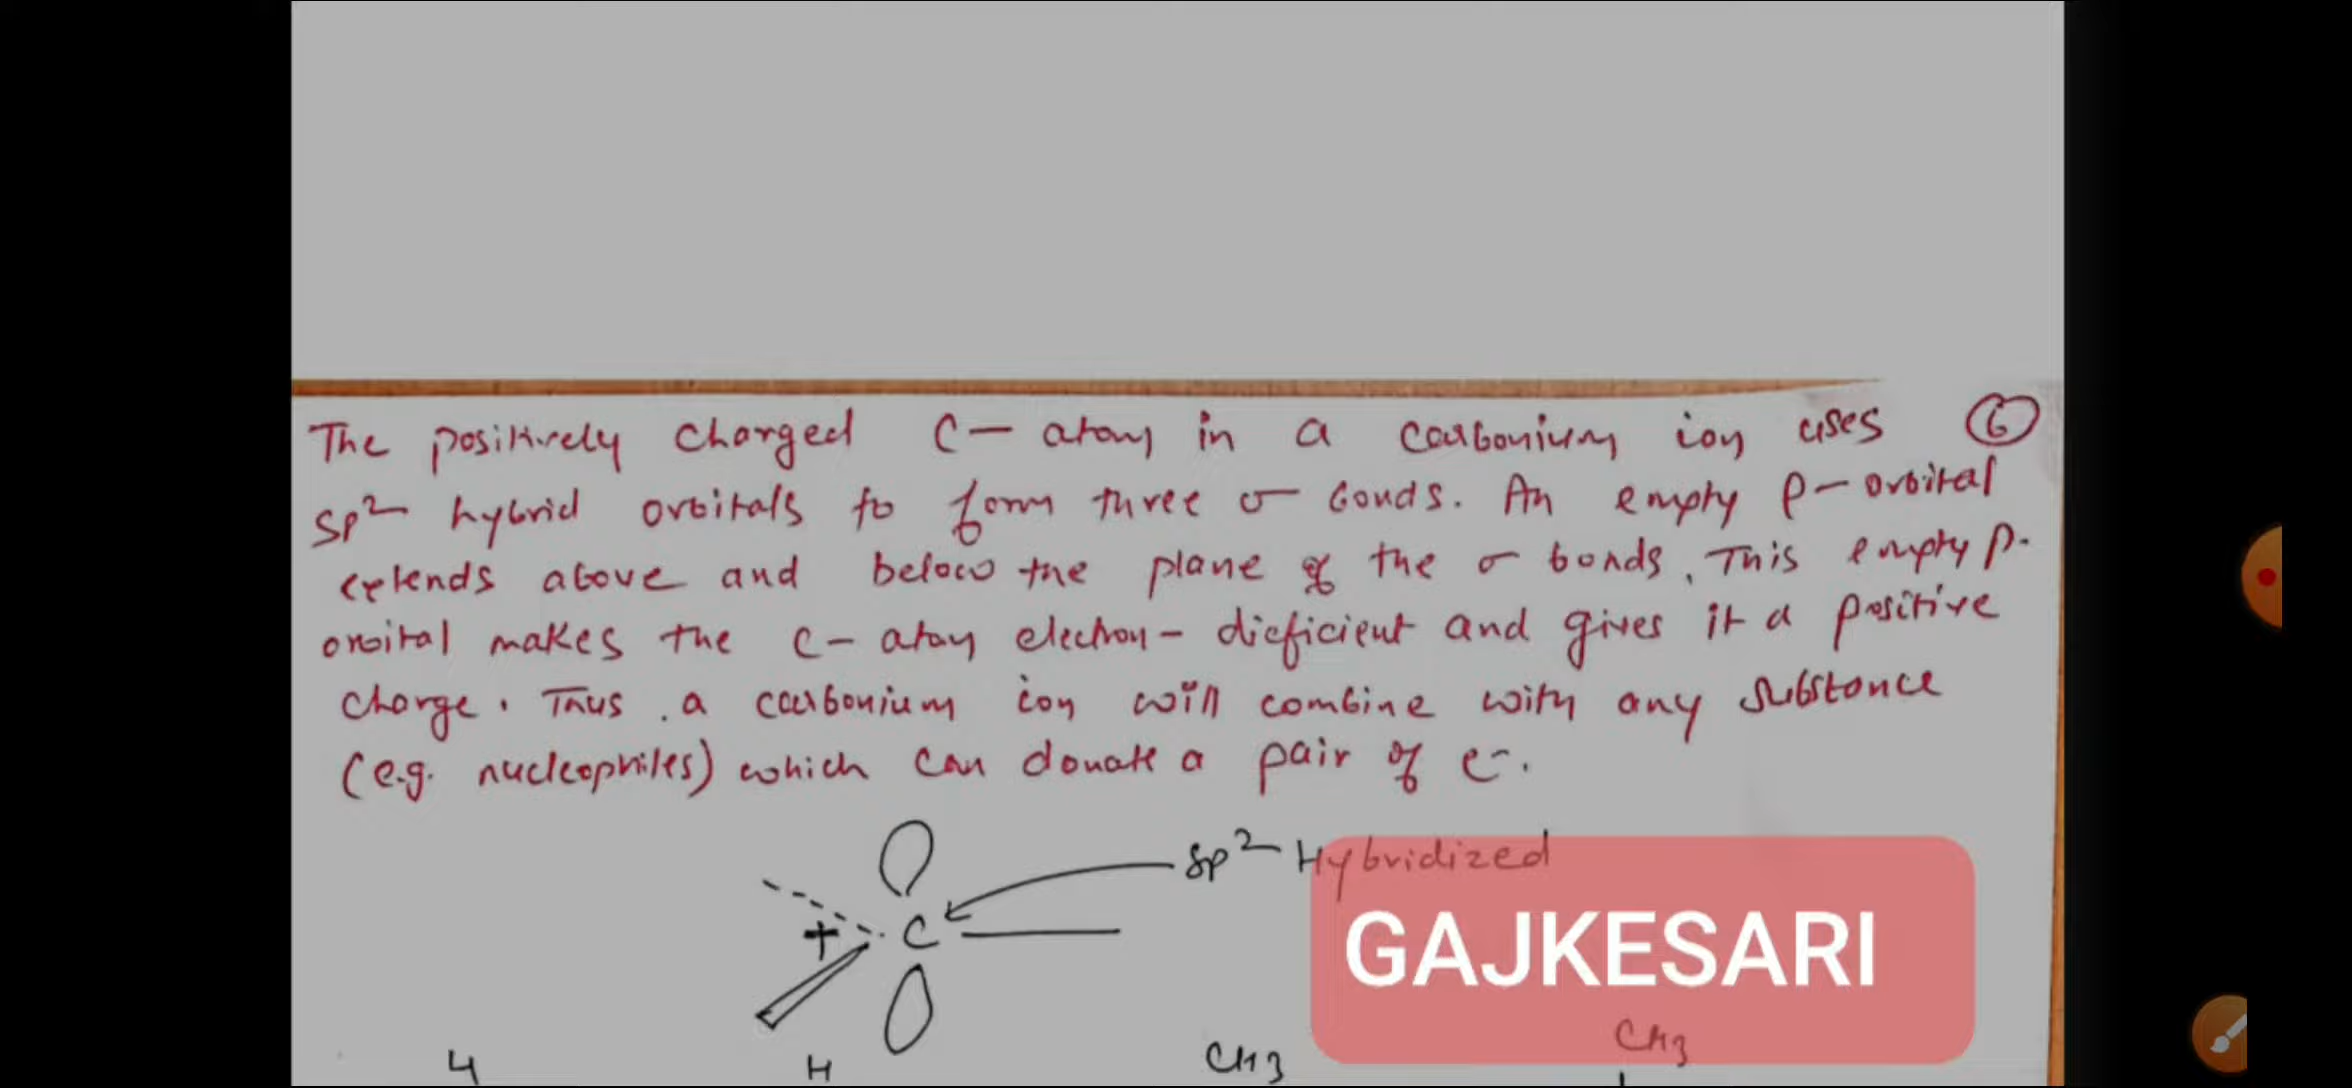 The positively charged C- atom in a carbonium ion uses 6
sp2 hybrid orbitals to form three σ bonds. An empty p-orbital
extends above and below the plane of the σ bonds. This empty p-
orbital makes the C-atom electron-dieficient and gives it a positive
charge. Thus, a carbonium ion will combine with any substance
(e.g. nucleophiles) which can donate a pair of e-.
sp2 Hybridized
+ C
GAJKESARI
CH3
H H CH3